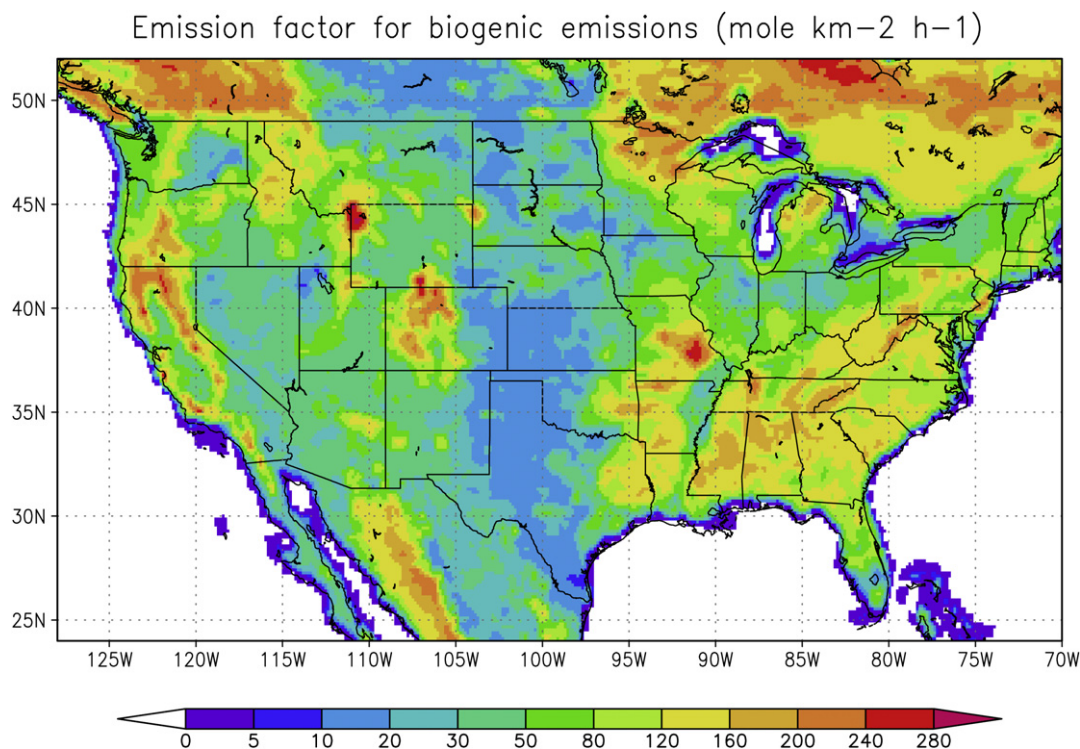 Emission factor for biogenic emissions (mole km-2 h-1)
50N
45N
40N
35N
30N
25N
125W 120W 115W 110W 105W 100W 95W 90W 85W 80W 75W 70W
0 5 10 20 30 50 80 120 160 200 240 280